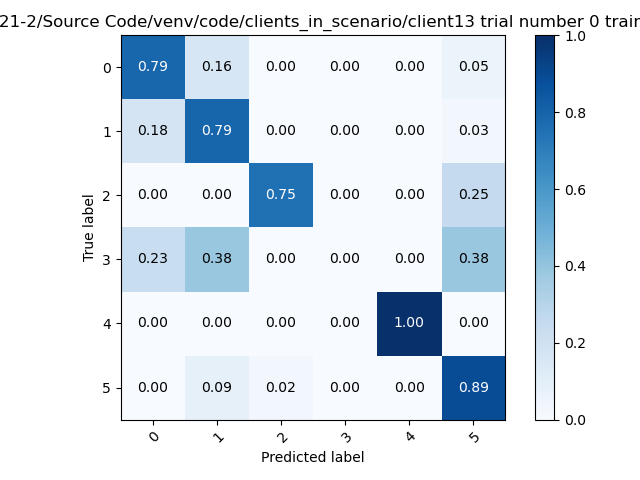 21-2/Source Code/venv/code/clients_in_scenario/client13 trial number 0 train
True label
0 0.79 0.16 0.00 0.00 0.00 0.05
1 0.18 0.79 0.00 0.00 0.00 0.03
2 0.00 0.00 0.75 0.00 0.00 0.25
3 0.23 0.38 0.00 0.00 0.00 0.38
4 0.00 0.00 0.00 0.00 1.00 0.00
5 0.00 0.09 0.02 0.00 0.00 0.89
0 1 2 3 4 5
Predicted label
1.0
0.8
0.6
0.4
0.2
0.0